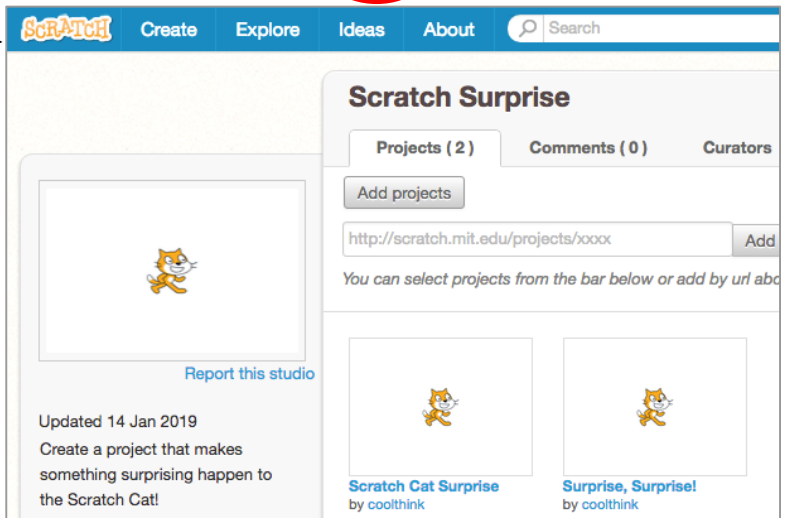 SCRATCH Create Explore Ideas About Search
Scratch Surprise
Projects ( 2 ) Comments ( 0 ) Curators
Add projects
http://scratch.mit.edu/projects/xxxx Add
You can select projects from the bar below or add by url abo
Report this studio
Updated 14 Jan 2019
Create a project that makes
something surprising happen to
the Scratch Cat!
Scratch Cat Surprise
by coolthink
Surprise, Surprise!
by coolthink